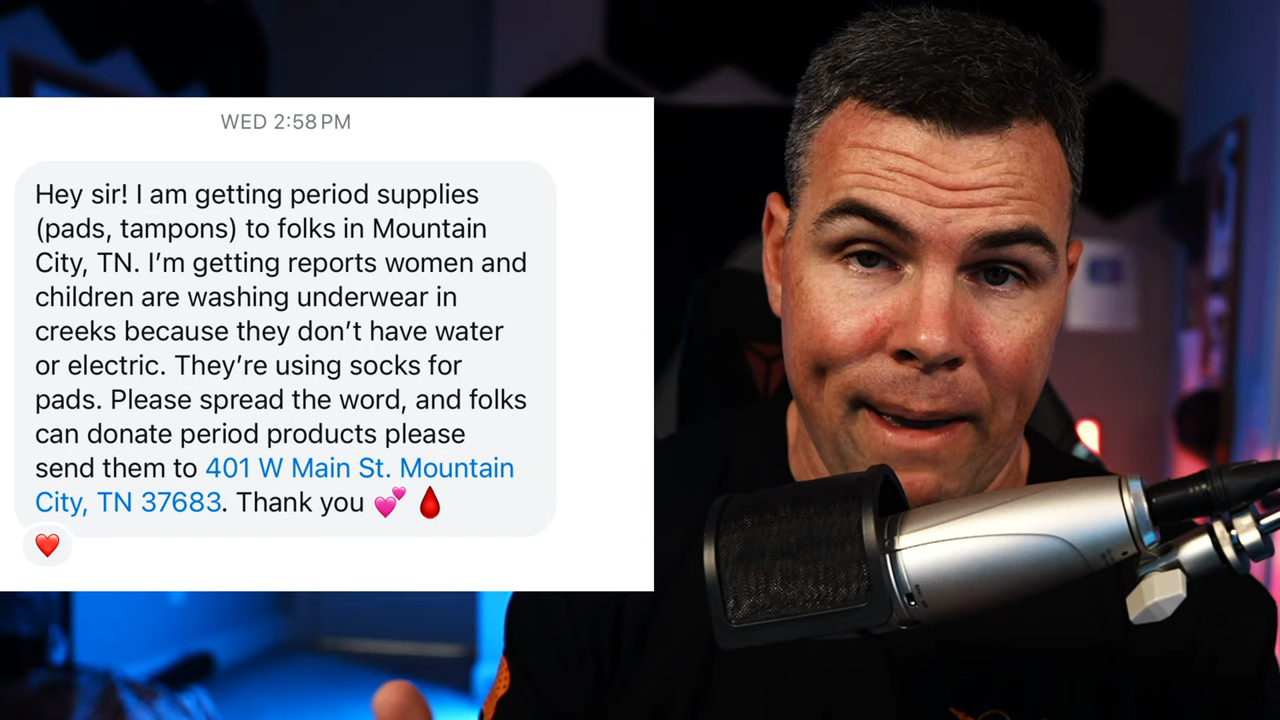 WED 2:58 PM
Hey sir! I am getting period supplies
(pads, tampons) to folks in Mountain
City, TN. I’m getting reports women and
children are washing underwear in
creeks because they don’t have water
or electric. They’re using socks for
pads. Please spread the word, and folks
can donate period products please
send them to 401 W Main St. Mountain
City, TN 37683. Thank you 💕 🩸